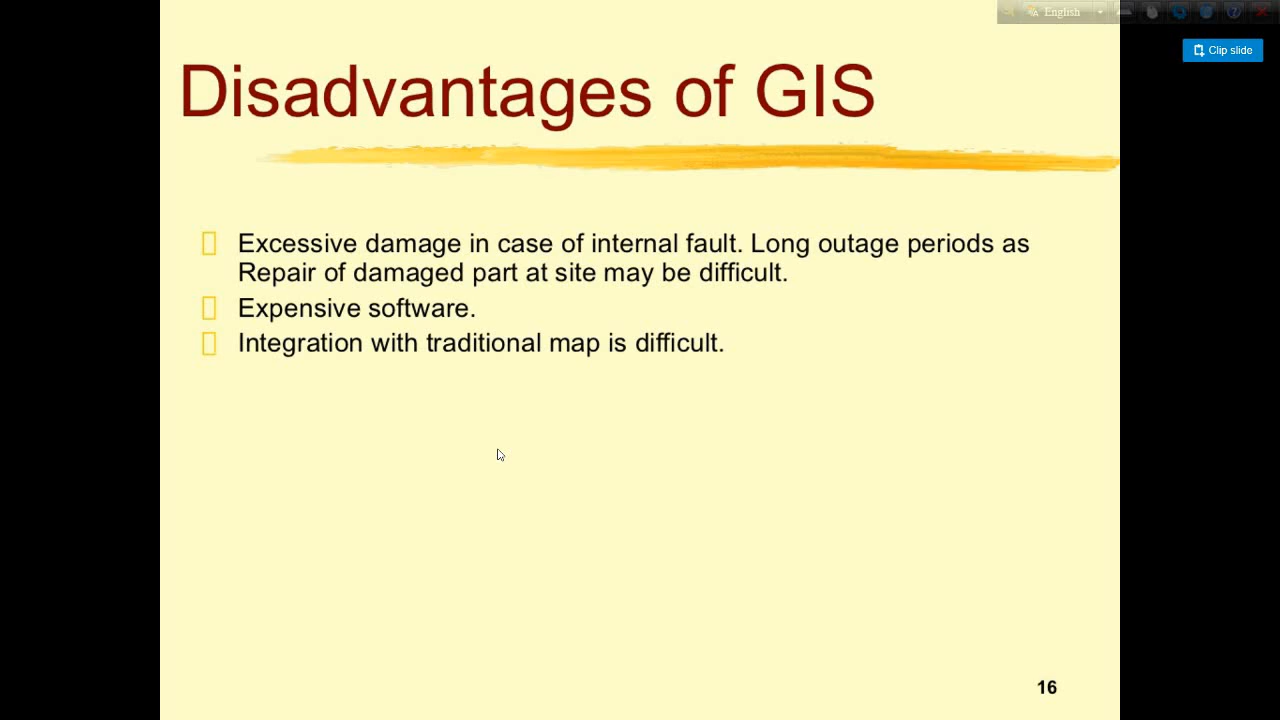 English
Clip slide
Disadvantages of GIS
Excessive damage in case of internal fault. Long outage periods as
Repair of damaged part at site may be difficult.
Expensive software.
Integration with traditional map is difficult.
16